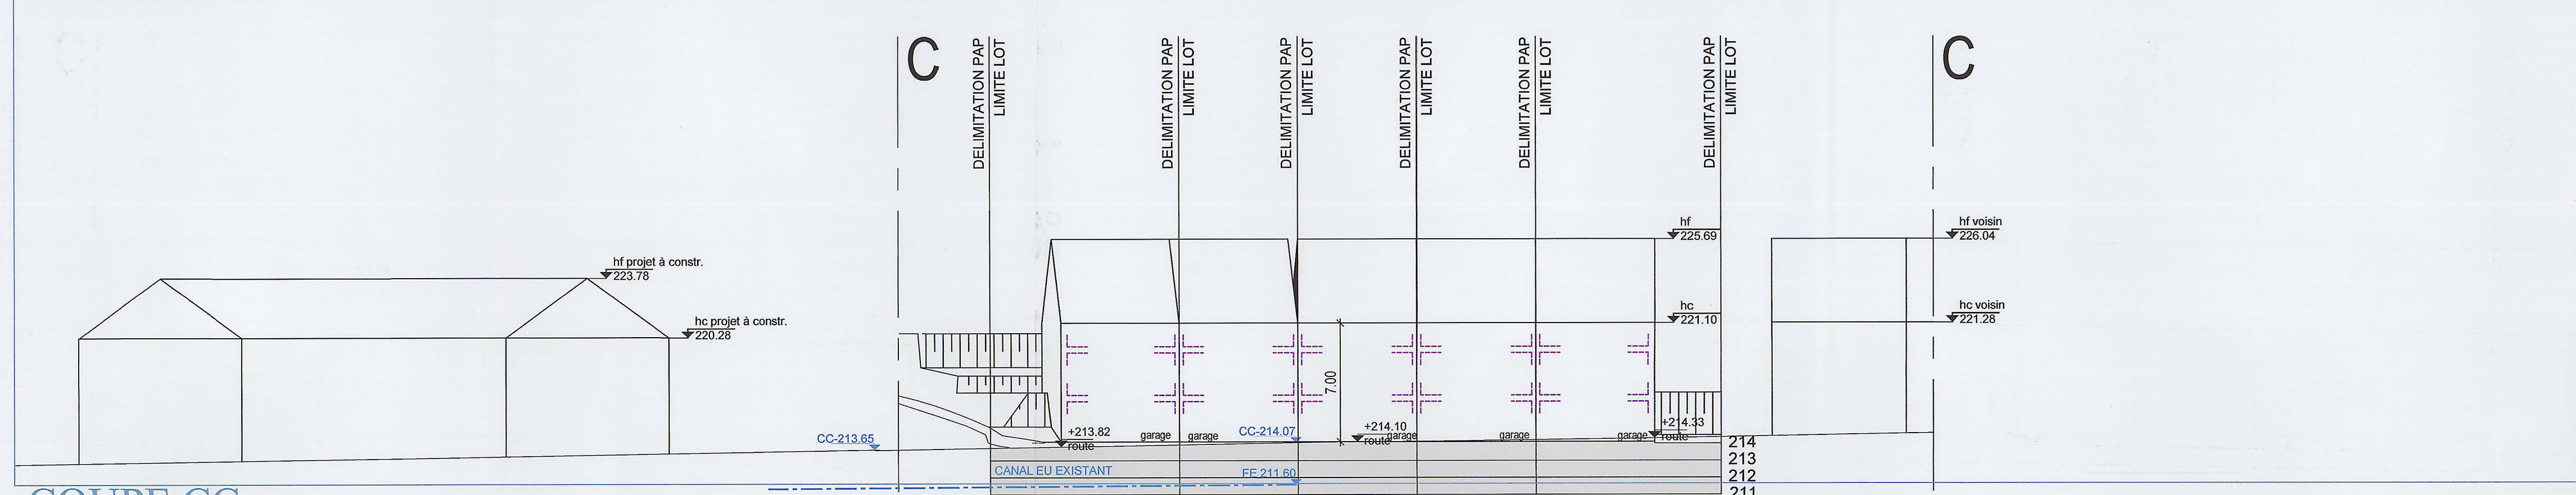 C
DELIMITATION PAP
LIMITE LOT
DELIMITATION PAP
LIMITE LOT
DELIMITATION PAP
LIMITE LOT
DELIMITATION PAP
LIMITE LOT
DELIMITATION PAP
LIMITE LOT
DELIMITATION PAP
LIMITE LOT
C
hf projet à constr.
223.78
hc projet à constr.
220.28
hf
225.69
hc
221.10
hf voisin
226.04
hc voisin
221.28
7.00
CC-213.65
+213.82
route
garage
garage
CC-214.07
+214.10
route
garage
garage
garage
+214.33
route
214
213
212
211
CANAL EU EXISTANT
FE 211.60
COUPE CC